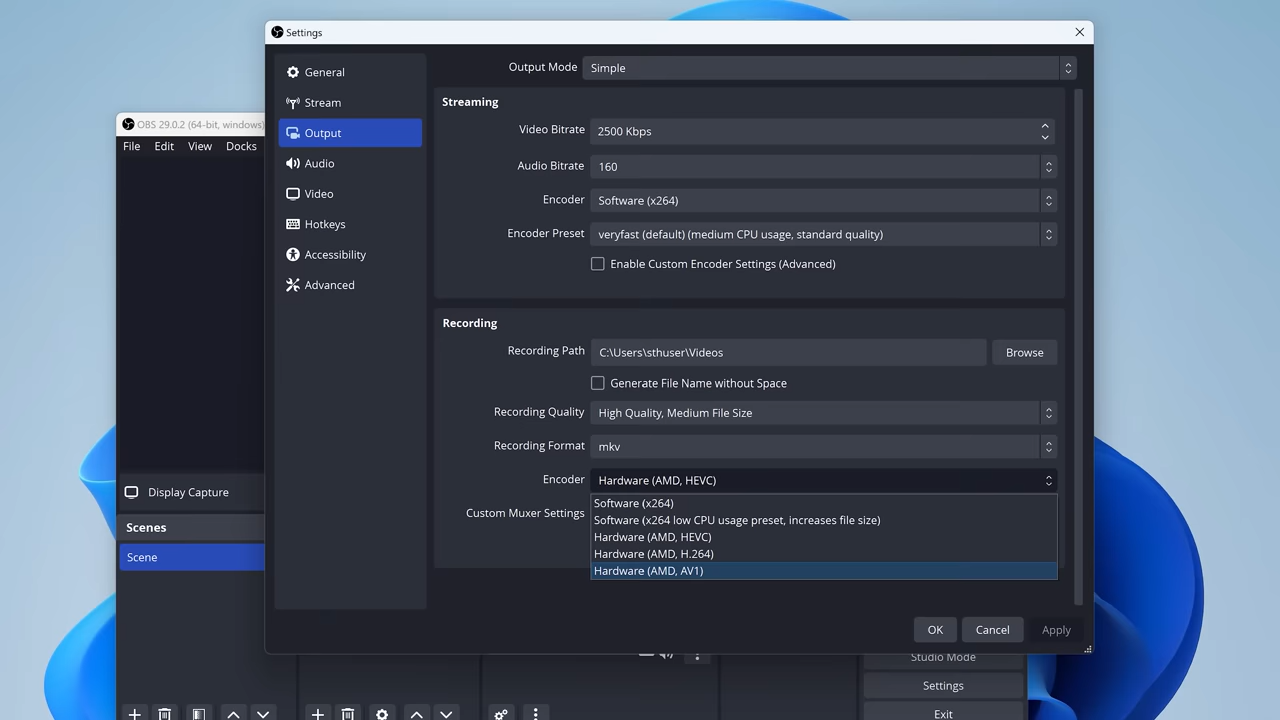 Settings
General
Stream
Output
Audio
Video
Hotkeys
Accessibility
Advanced
Output Mode Simple
Streaming
Video Bitrate 2500 Kbps
Audio Bitrate 160
Encoder Software (x264)
Encoder Preset veryfast (default) (medium CPU usage, standard quality)
Enable Custom Encoder Settings (Advanced)
Recording
Recording Path C:\Users\sthuser\Videos Browse
Generate File Name without Space
Recording Quality High Quality, Medium File Size
Recording Format mkv
Encoder Hardware (AMD, HEVC)
Software (x264)
Software (x264 low CPU usage preset, increases file size)
Hardware (AMD, HEVC)
Hardware (AMD, H.264)
Hardware (AMD, AV1)
Custom Muxer Settings
OK Cancel Apply
OBS 29.0.2 (64-bit, windows)
File Edit View Docks
Display Capture
Scenes
Scene
Studio Mode
Settings
Exit